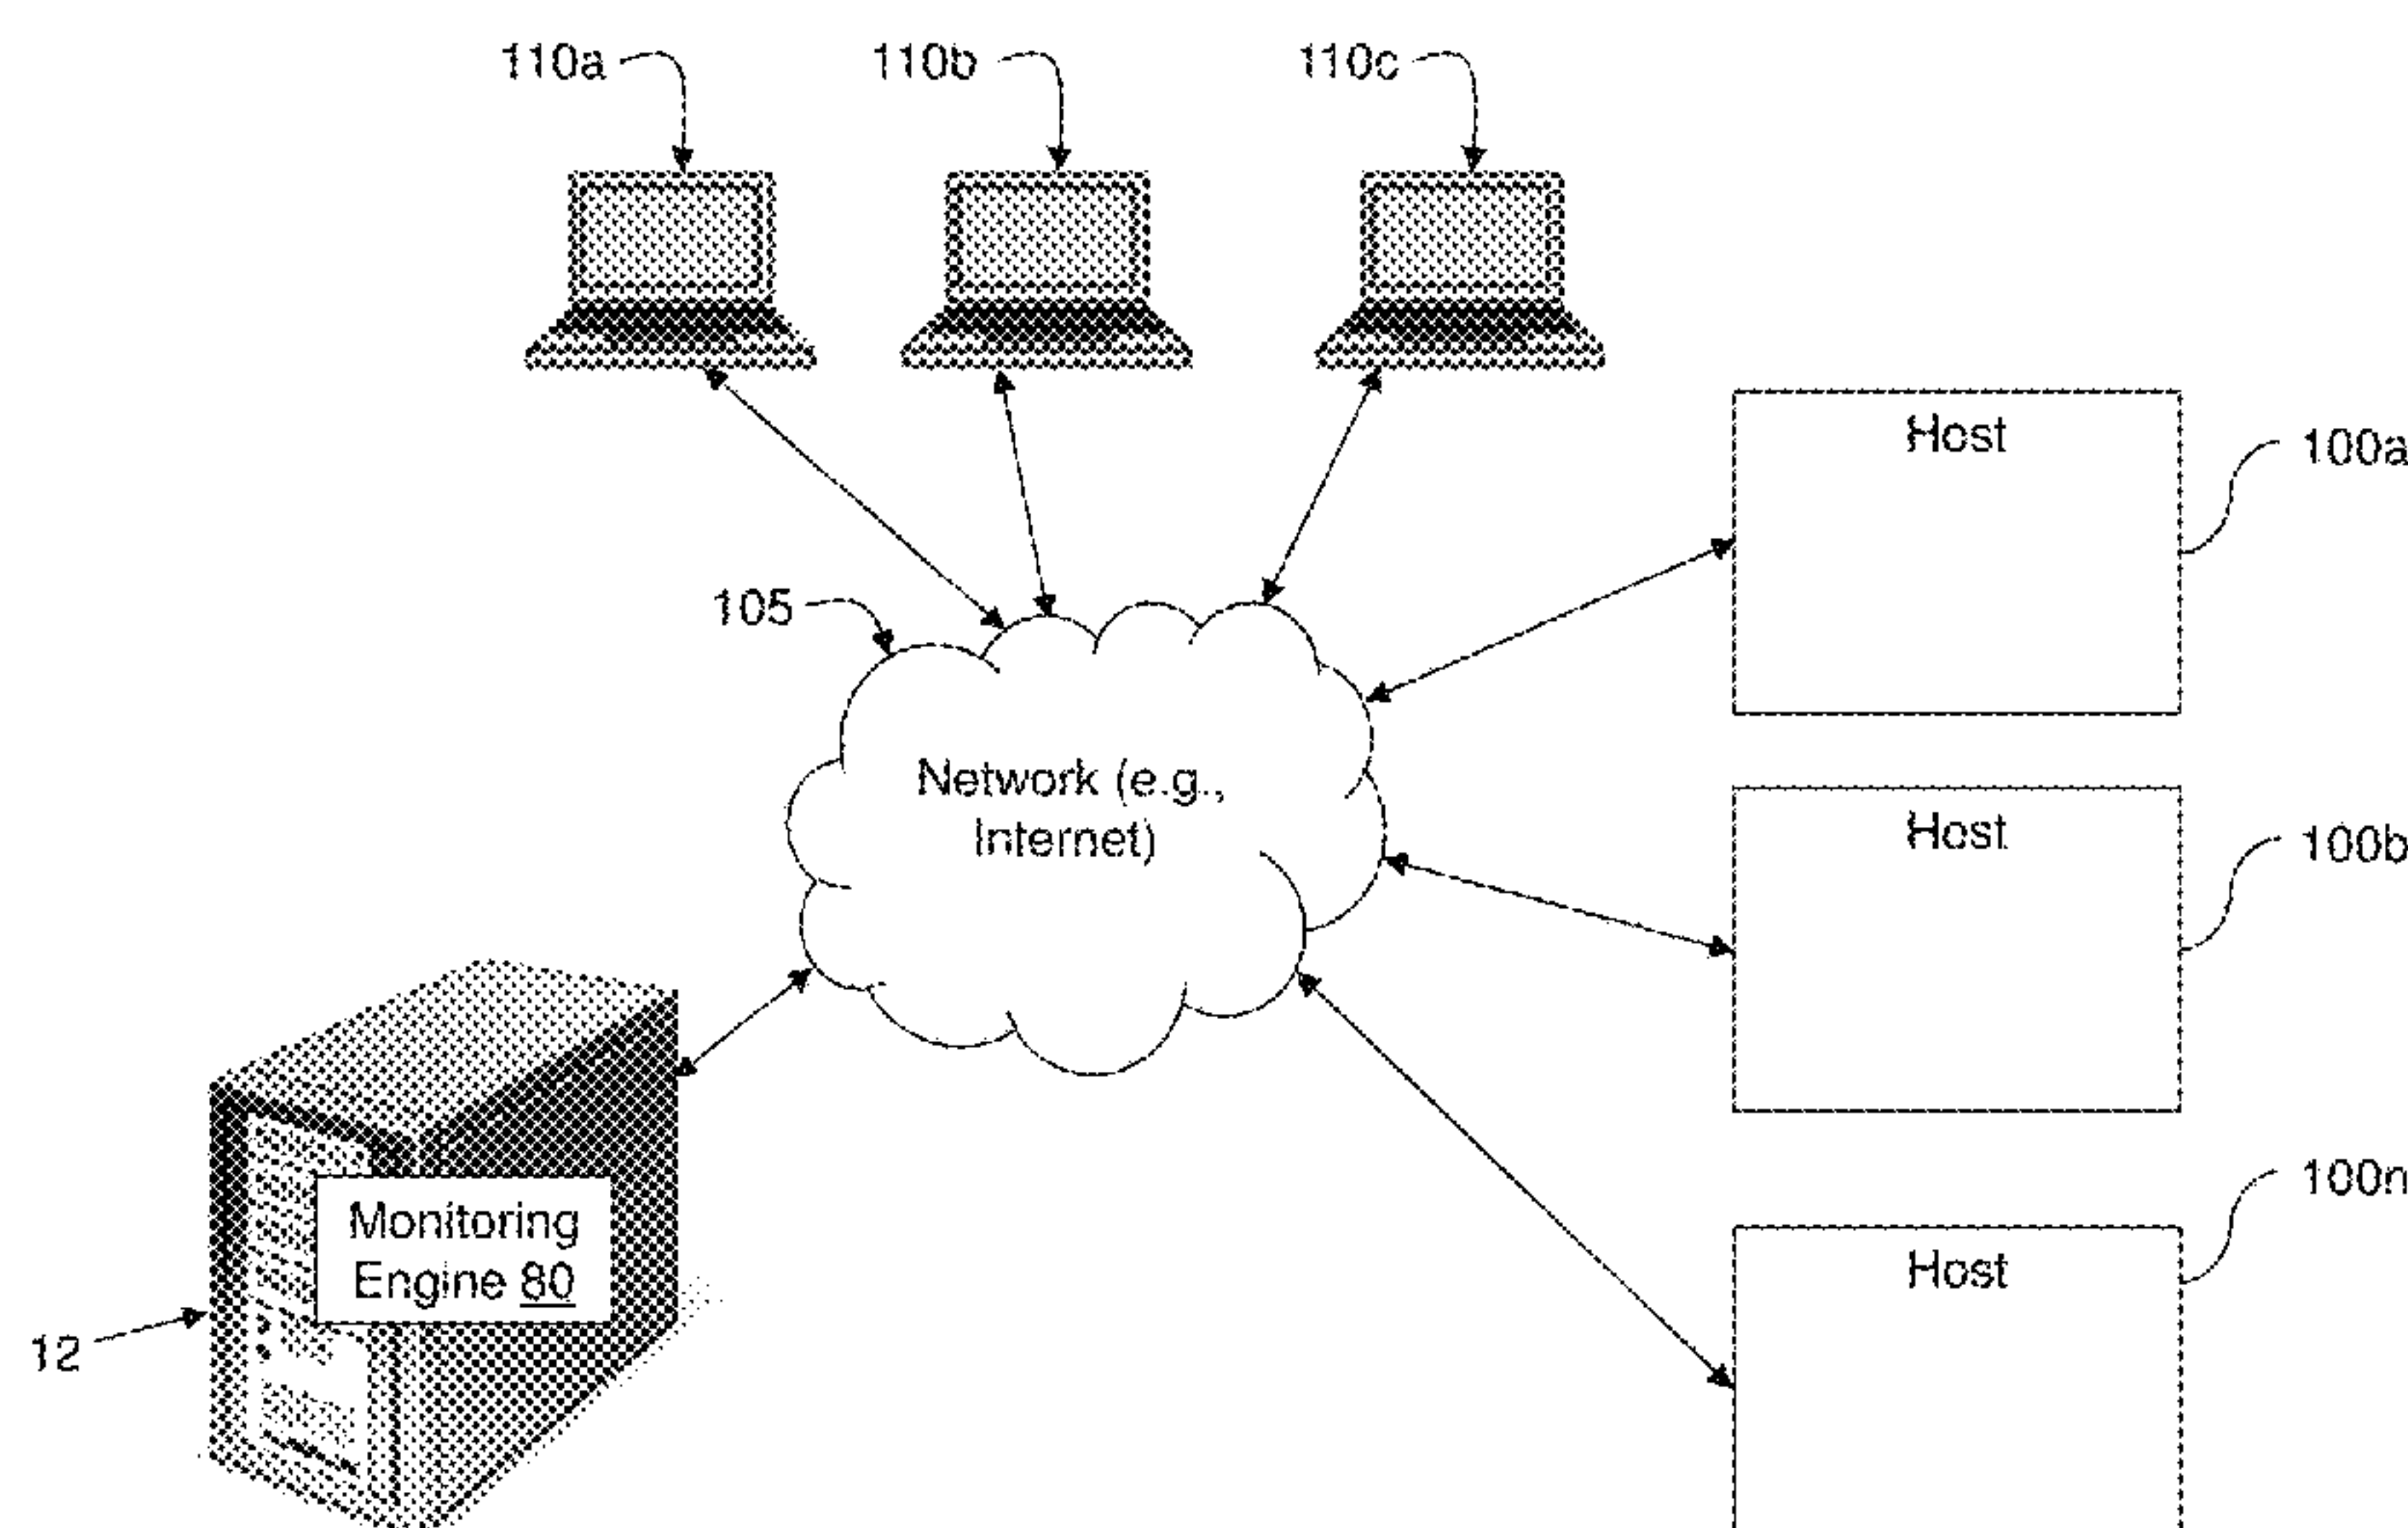 110a
110b
110c
Host
100a
105
Network (e.g.,
Internet)
Host
100b
Monitoring
Engine 80
12
Host
100n